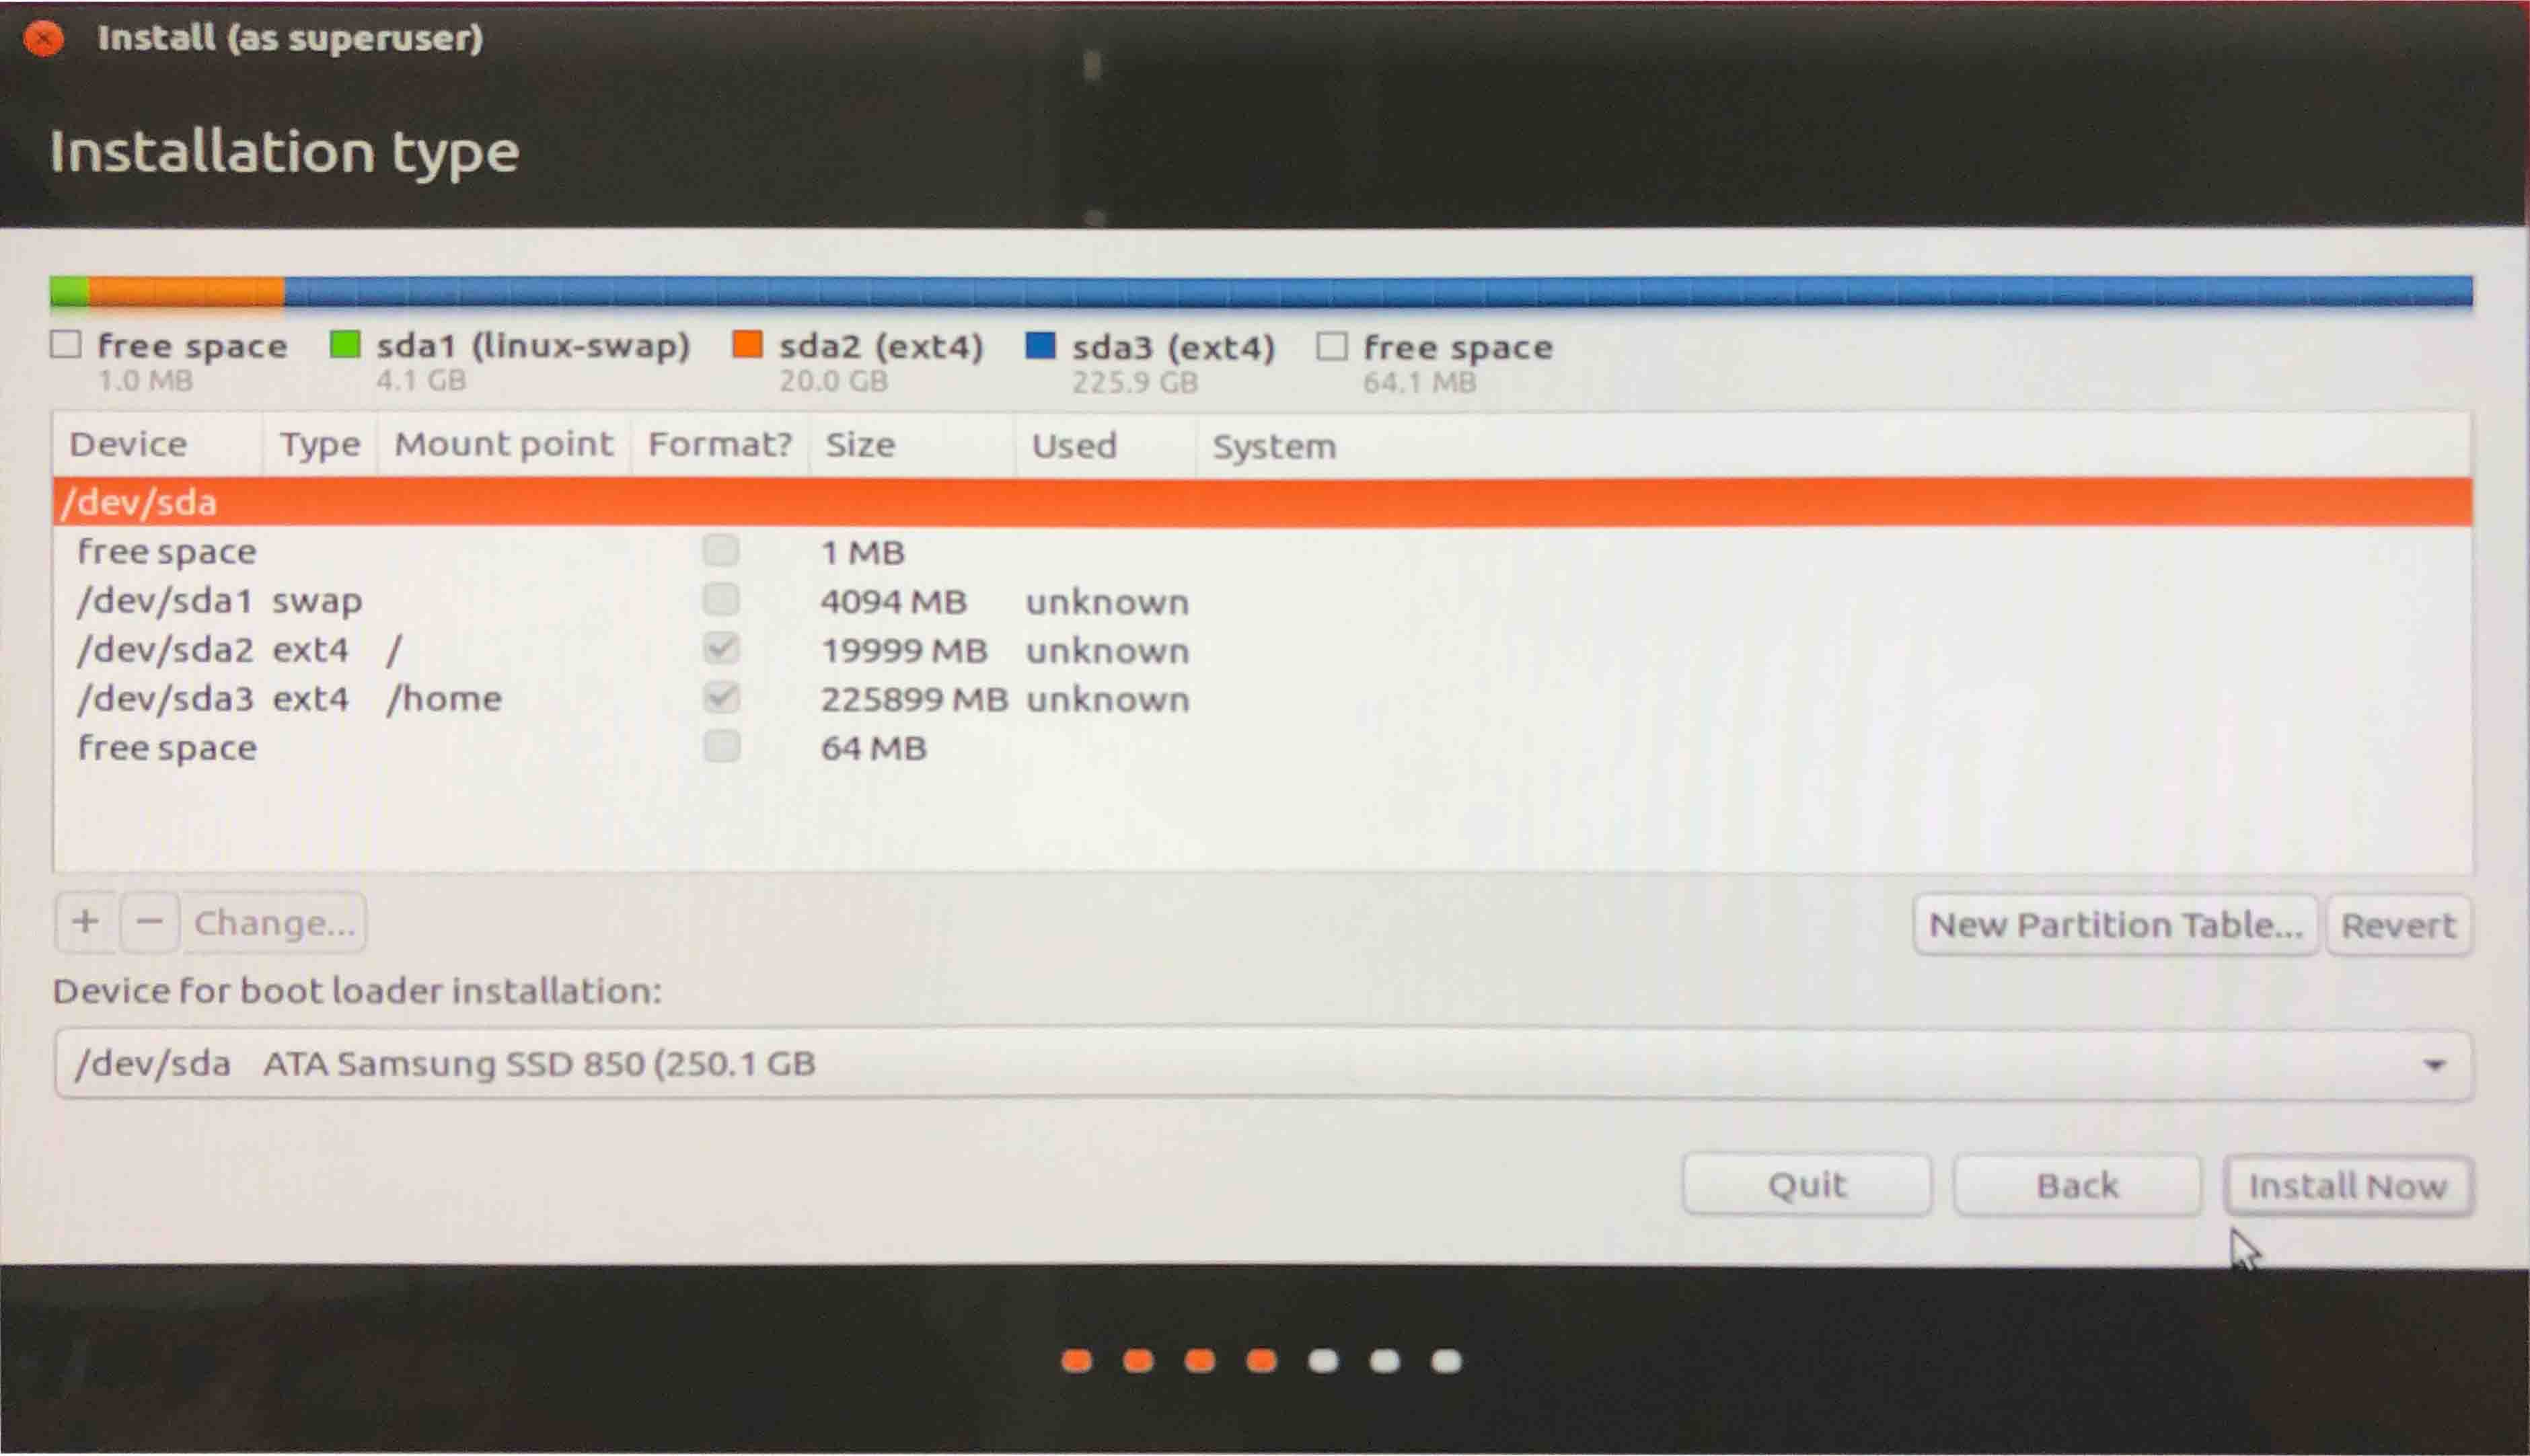 Install (as superuser)
Installation type
free space sda1 (linux-swap) sda2 (ext4) sda3 (ext4) free space
1.0 MB 4.1 GB 20.0 GB 225.9 GB 64.1 MB
Device Type Mount point Format? Size Used System
/dev/sda
free space 1 MB
/dev/sda1 swap 4094 MB unknown
/dev/sda2 ext4 / 19999 MB unknown
/dev/sda3 ext4 /home 225899 MB unknown
free space 64 MB
+ − Change... New Partition Table... Revert
Device for boot loader installation:
/dev/sda ATA Samsung SSD 850 (250.1 GB
Quit Back Install Now